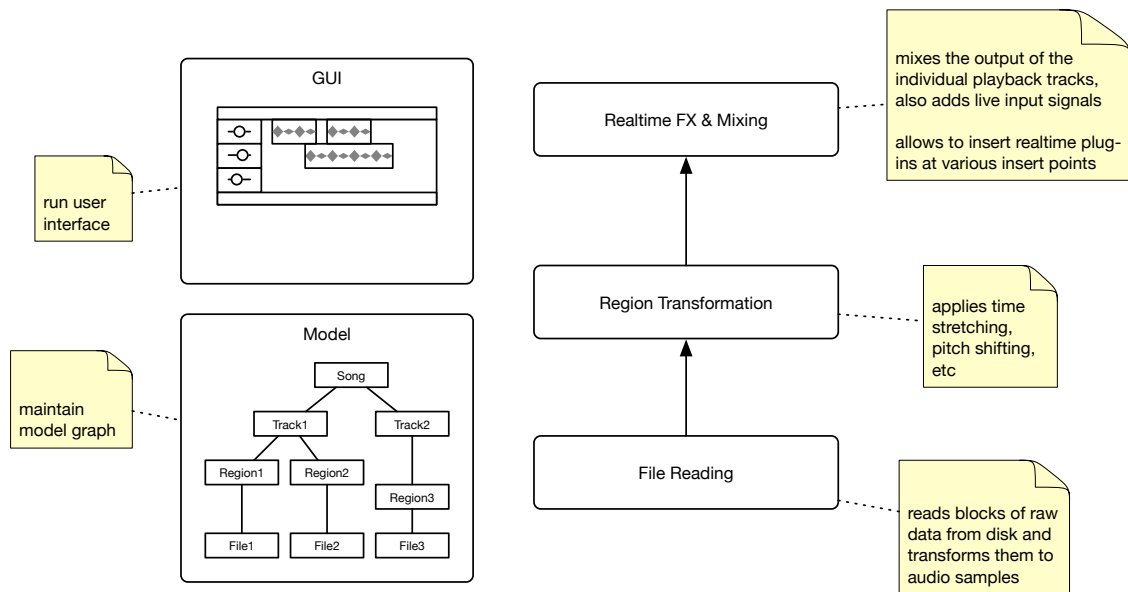 GUI
run user
interface
Model
Song
Track1
Track2
Region1
Region2
Region3
File1
File2
File3
maintain
model graph
Realtime FX & Mixing
mixes the output of the
individual playback tracks,
also adds live input signals
allows to insert realtime plug-
ins at various insert points
Region Transformation
applies time
stretching,
pitch shifting,
etc
File Reading
reads blocks of raw
data from disk and
transforms them to
audio samples